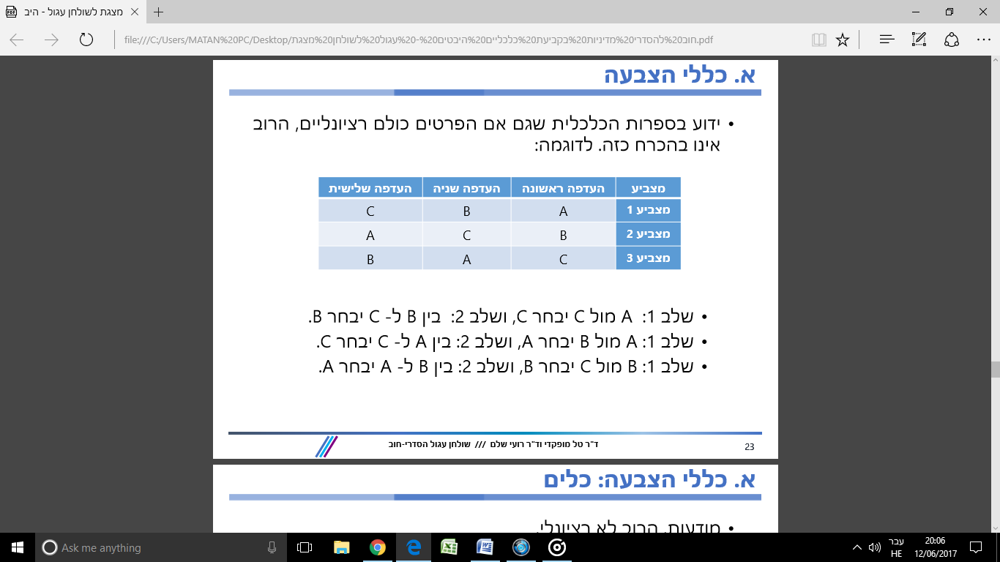 מצגת לשולחן עגול - היב
file:///C:/Users/MATAN%20PC/Desktop/מצגת%20לשולחן%20עגול%20-%20היבטים%20כלכליים%20בקביעת%20מדיניות%20להסדרי%20חוב.pdf
א. כללי הצבעה
• ידוע בספרות הכלכלית שגם אם הפרטים כולם רציונליים, הרוב
אינו בהכרח כזה. לדוגמה:
מצביע העדפה ראשונה העדפה שניה העדפה שלישית
מצביע 1 A B C
מצביע 2 B C A
מצביע 3 C A B
• שלב 1: A מול C יבחר C, ושלב 2: בין B ל- C יבחר B.
• שלב 1: A מול B יבחר A, ושלב 2: בין A ל- C יבחר C.
• שלב 1: B מול C יבחר B, ושלב 2: בין B ל- A יבחר A.
ד"ר טל מופקדי וד"ר רועי שלם /// שולחן עגול הסדרי-חוב
23
א. כללי הצבעה: כלים
• מודעות, הרוב לא רציונלי.
Ask me anything
עבר
HE
20:06
12/06/2017